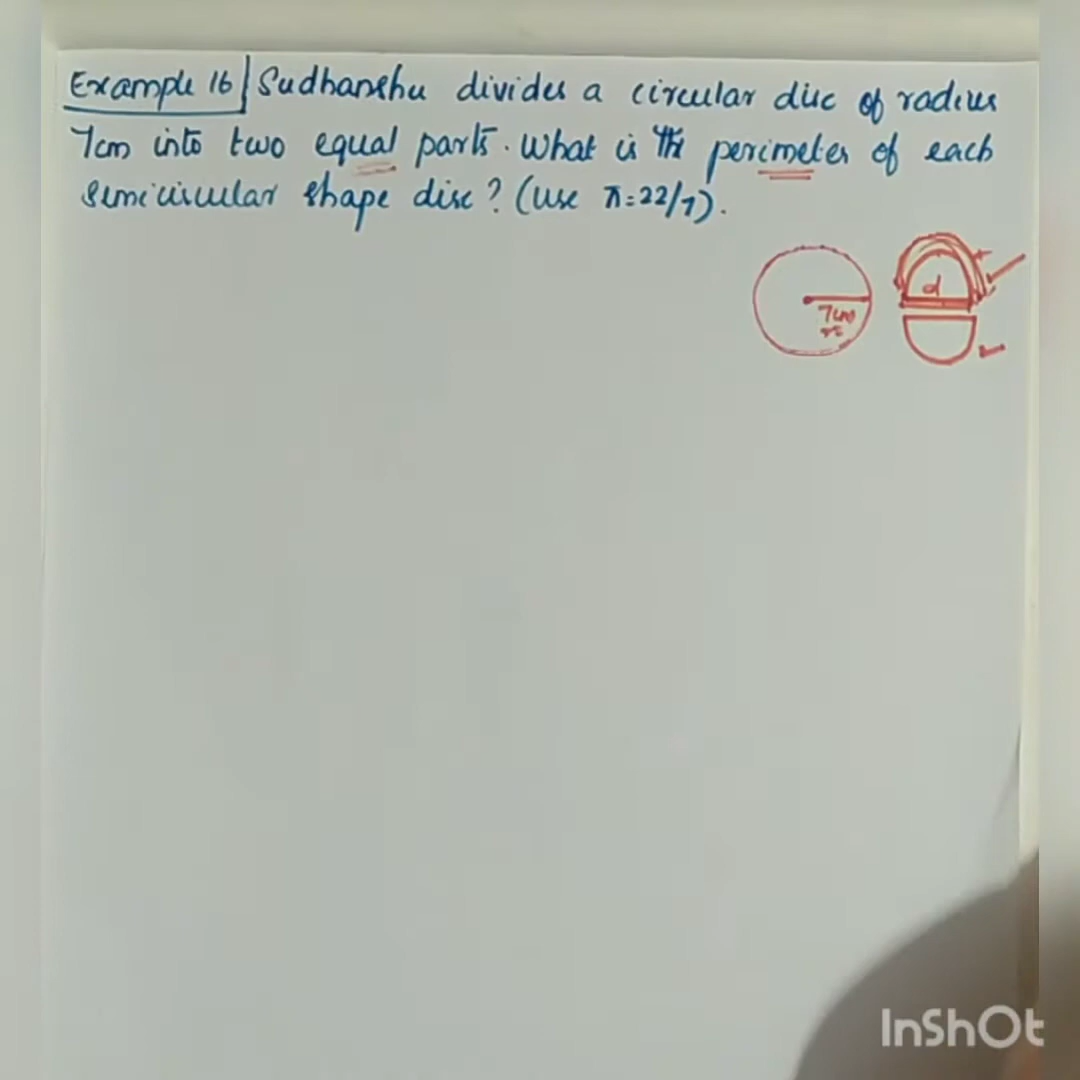 Example 16 Sudhanshu divides a circular disc of radius
7cm into two equal parts. What is the perimeter of each
semicircular shape disc? (Use π=22/7).
d
7cm
InShOt